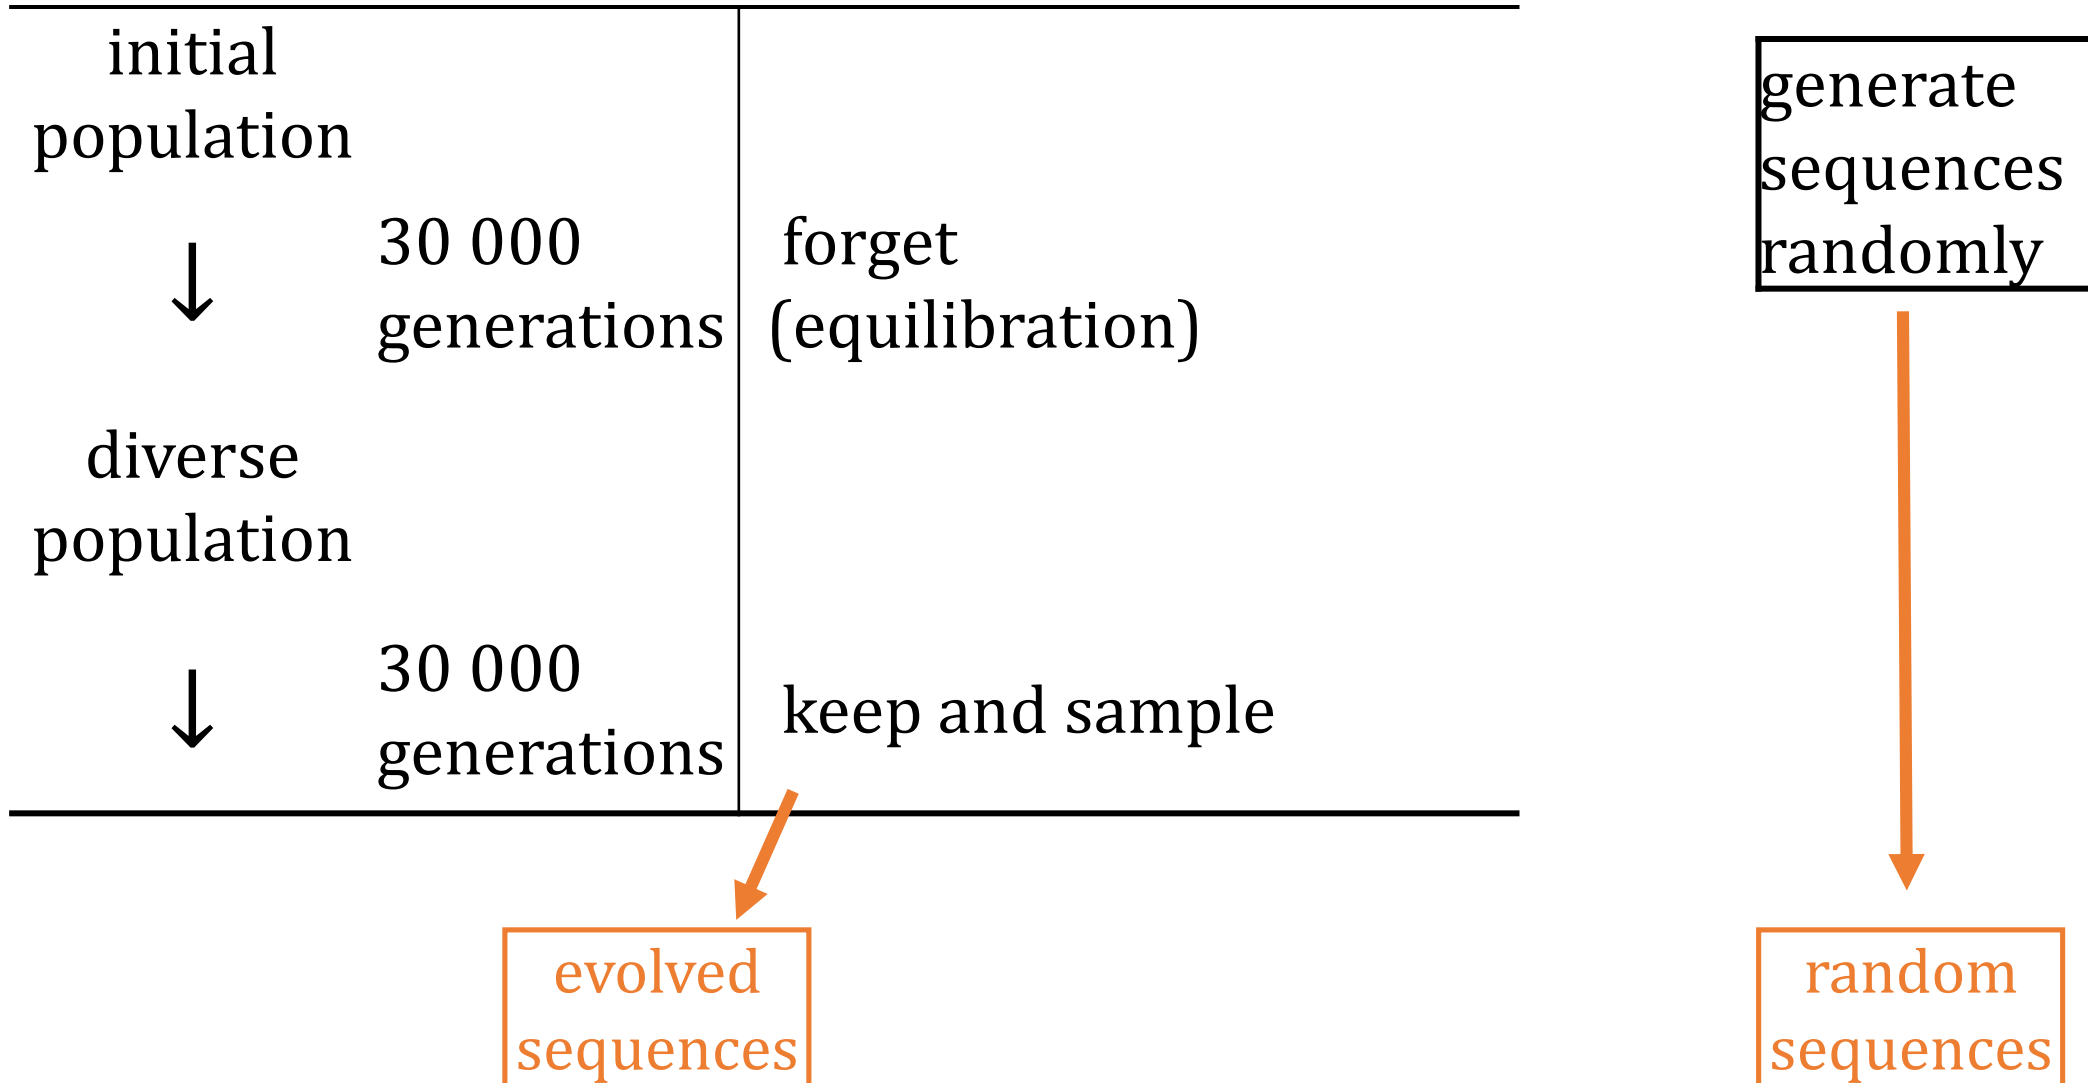 initial
population
↓
30 000
generations
forget
(equilibration)
diverse
population
↓
30 000
generations
keep and sample
evolved
sequences
generate
sequences
randomly
random
sequences